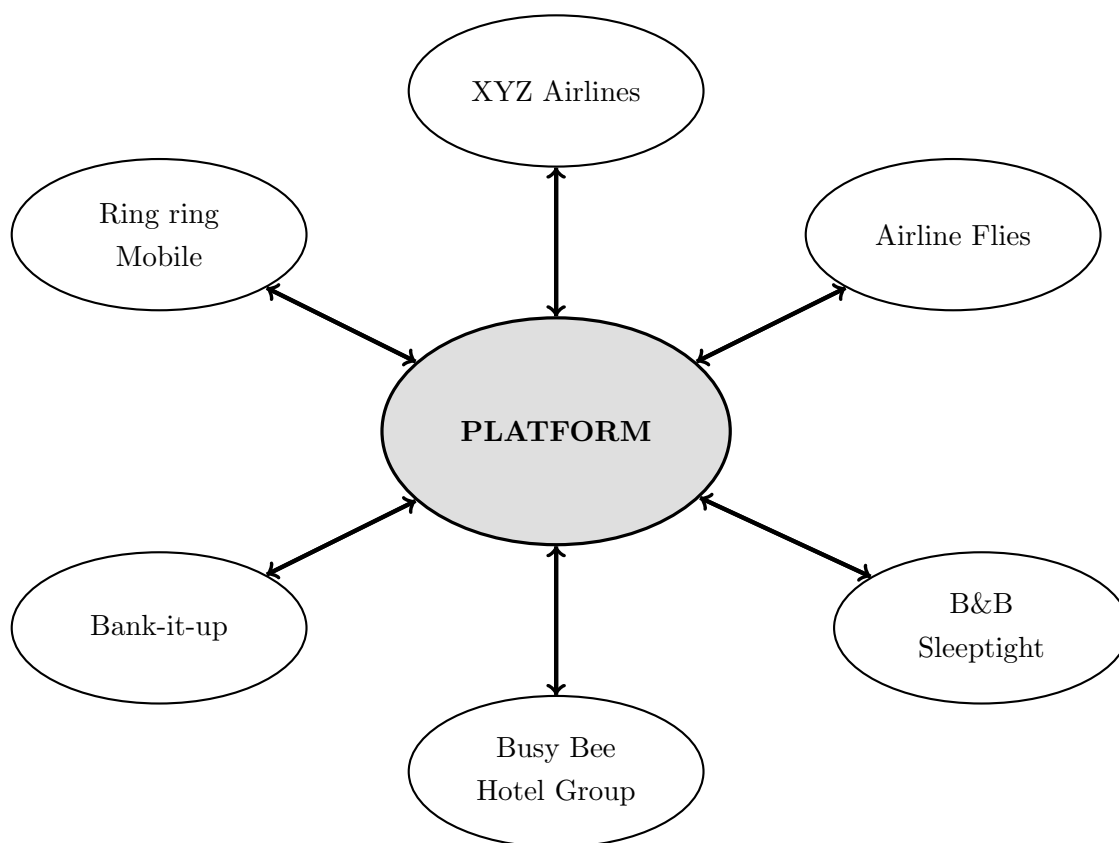 XYZ Airlines
Ring ring
Mobile
Airline Flies
PLATFORM
Bank-it-up
B&B
Sleeptight
Busy Bee
Hotel Group